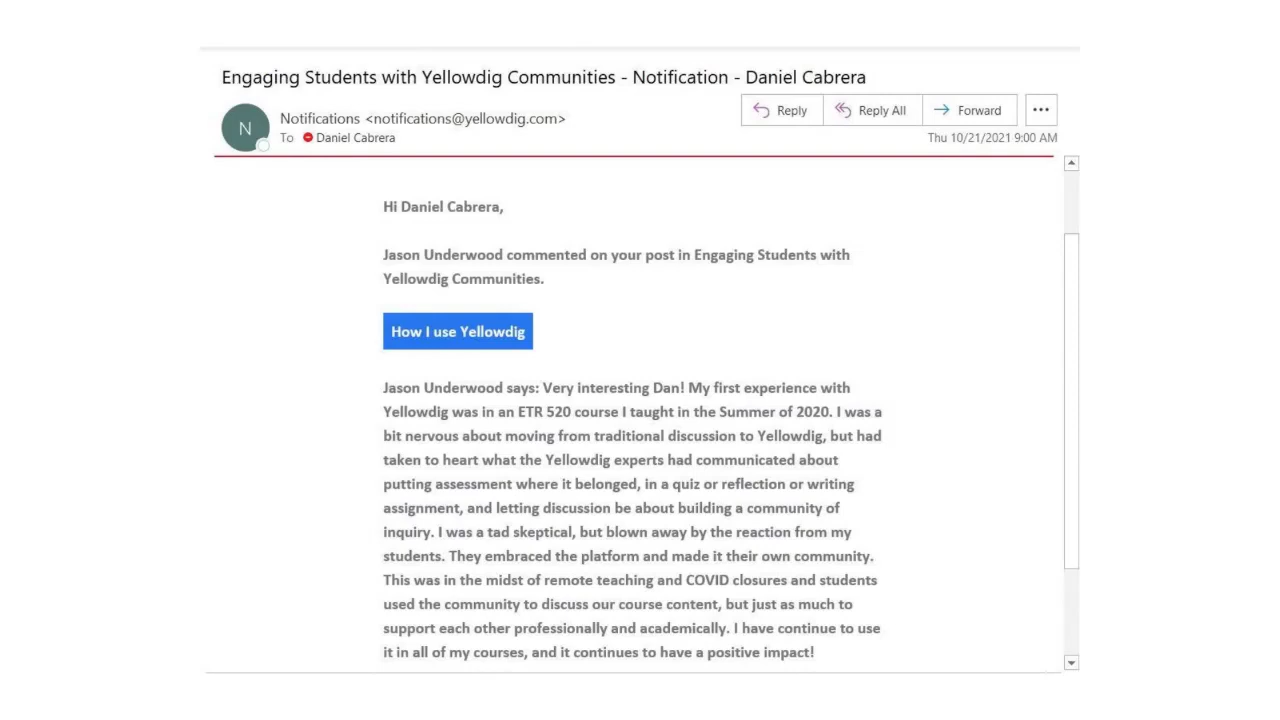 Engaging Students with Yellowdig Communities - Notification - Daniel Cabrera
N
Notifications <notifications@yellowdig.com>
To Daniel Cabrera
Reply
Reply All
Forward
Thu 10/21/2021 9:00 AM
Hi Daniel Cabrera,
Jason Underwood commented on your post in Engaging Students with
Yellowdig Communities.
How I use Yellowdig
Jason Underwood says: Very interesting Dan! My first experience with
Yellowdig was in an ETR 520 course I taught in the Summer of 2020. I was a
bit nervous about moving from traditional discussion to Yellowdig, but had
taken to heart what the Yellowdig experts had communicated about
putting assessment where it belonged, in a quiz or reflection or writing
assignment, and letting discussion be about building a community of
inquiry. I was a tad skeptical, but blown away by the reaction from my
students. They embraced the platform and made it their own community.
This was in the midst of remote teaching and COVID closures and students
used the community to discuss our course content, but just as much to
support each other professionally and academically. I have continue to use
it in all of my courses, and it continues to have a positive impact!